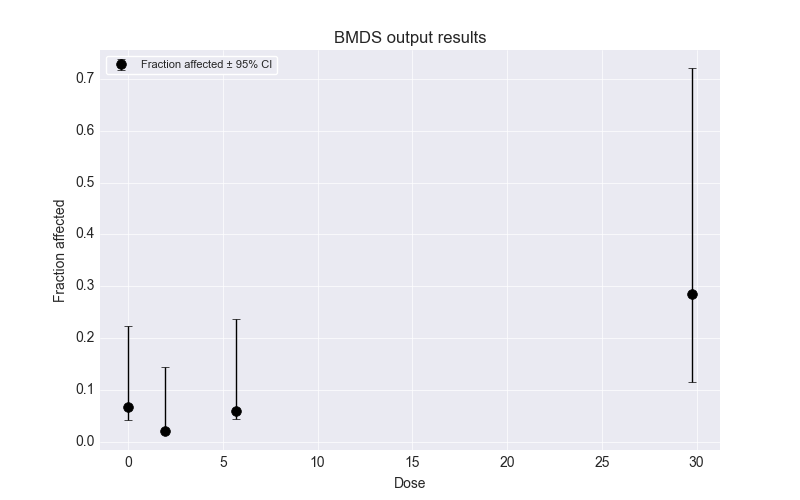 BMDS output results
Fraction affected ± 95% CI
Fraction affected
0.7
0.6
0.5
0.4
0.3
0.2
0.1
0.0
0 5 10 15 20 25 30
Dose